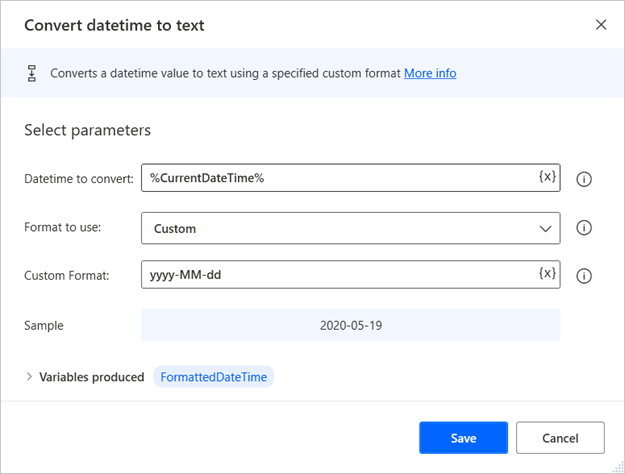 Convert datetime to text
Converts a datetime value to text using a specified custom format More info
Select parameters
Datetime to convert: %CurrentDateTime% {x}
Format to use: Custom
Custom Format: yyyy-MM-dd {x}
Sample 2020-05-19
Variables produced FormattedDateTime
Save Cancel